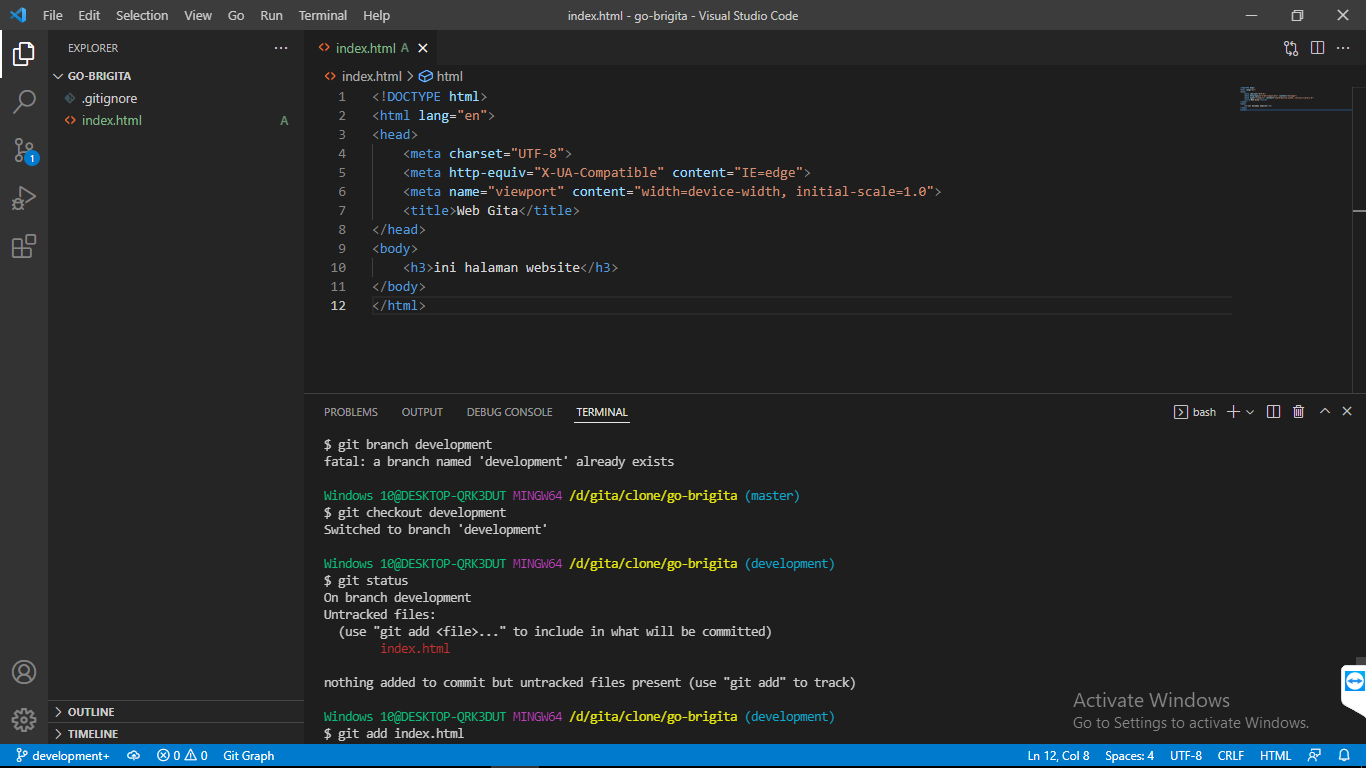 File Edit Selection View Go Run Terminal Help
index.html - go-brigita - Visual Studio Code
EXPLORER
GO-BRIGITA
.gitignore
index.html A
1
index.html A
index.html > html
1 <!DOCTYPE html>
2 <html lang="en">
3 <head>
4 <meta charset="UTF-8">
5 <meta http-equiv="X-UA-Compatible" content="IE=edge">
6 <meta name="viewport" content="width=device-width, initial-scale=1.0">
7 <title>Web Gita</title>
8 </head>
9 <body>
10 <h3>ini halaman website</h3>
11 </body>
12 </html>
PROBLEMS OUTPUT DEBUG CONSOLE TERMINAL
bash
$ git branch development
fatal: a branch named 'development' already exists
Windows 10@DESKTOP-QRK3DUT MINGW64 /d/gita/clone/go-brigita (master)
$ git checkout development
Switched to branch 'development'
Windows 10@DESKTOP-QRK3DUT MINGW64 /d/gita/clone/go-brigita (development)
$ git status
On branch development
Untracked files:
(use "git add <file>..." to include in what will be committed)
index.html
nothing added to commit but untracked files present (use "git add" to track)
Windows 10@DESKTOP-QRK3DUT MINGW64 /d/gita/clone/go-brigita (development)
$ git add index.html
OUTLINE
TIMELINE
Activate Windows
Go to Settings to activate Windows.
development+ 0 0 Git Graph
Ln 12, Col 8 Spaces: 4 UTF-8 CRLF HTML